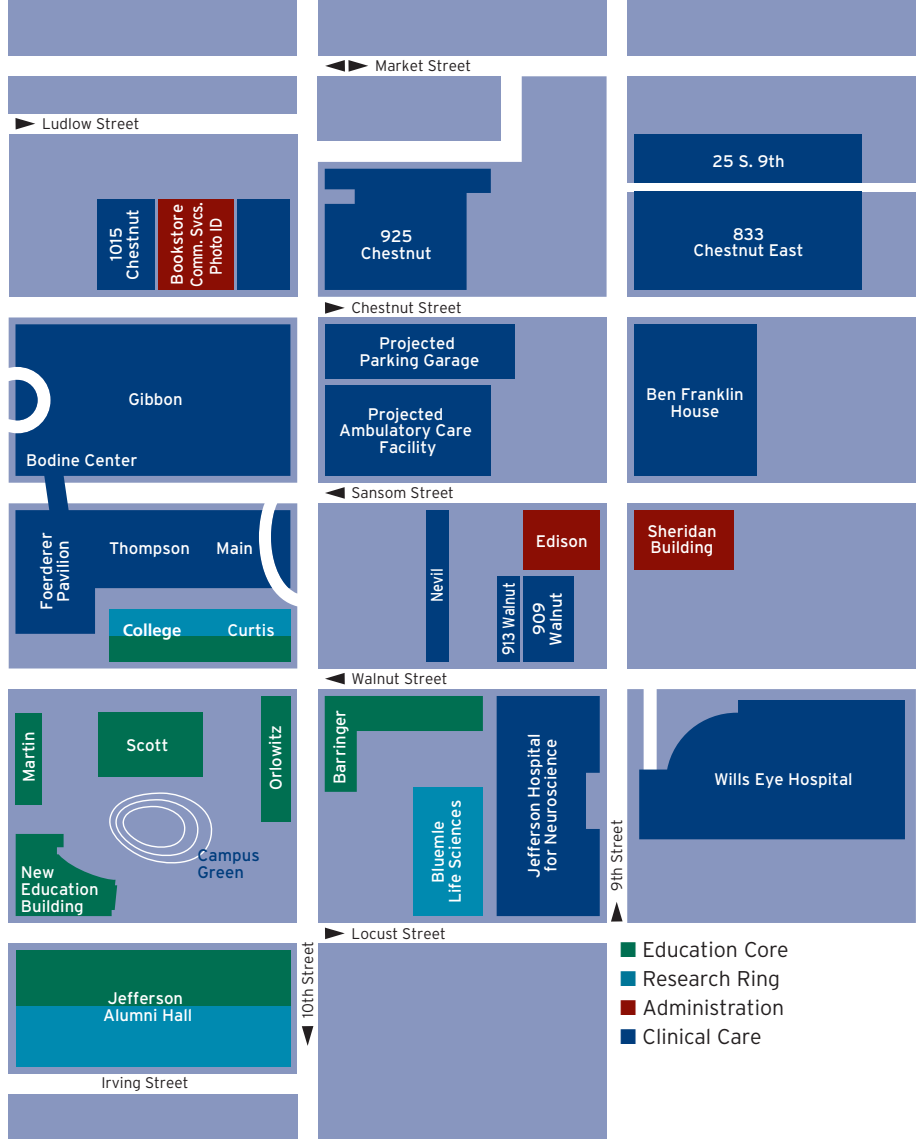 Market Street
Ludlow Street
25 S. 9th
1015
Chestnut
Bookstore
Comm. Svcs.
Photo ID
925
Chestnut
833
Chestnut East
Chestnut Street
Projected
Parking Garage
Gibbon
Projected
Ambulatory Care
Facility
Ben Franklin
House
Bodine Center
Sansom Street
Foerderer
Pavilion
Thompson
Main
Nevil
Edison
Sheridan
Building
913 Walnut
909
Walnut
College
Curtis
Walnut Street
Martin
Scott
Orlowitz
Barringer
Jefferson Hospital
for Neuroscience
Wills Eye Hospital
Bluemle
Life Sciences
Campus
Green
New
Education
Building
9th Street
Locust Street
10th Street
Education Core
Research Ring
Administration
Clinical Care
Jefferson
Alumni Hall
Irving Street